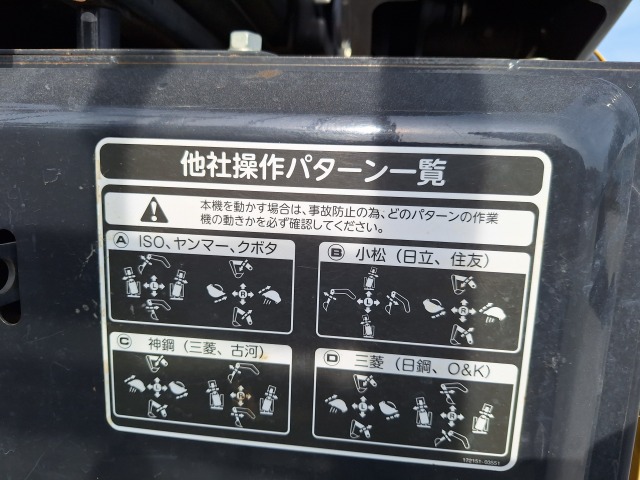 他社操作パターン一覧
本機を動かす場合は、事故防止の為、どのパターンの作業
機の動きかを必ず確認してください。
A ISO、ヤンマー、クボタ
B 小松（日立、住友）
L R
L R
C 神鋼（三菱、古河）
D 三菱（日鋼、O&K）
L R
L R
172151-03551